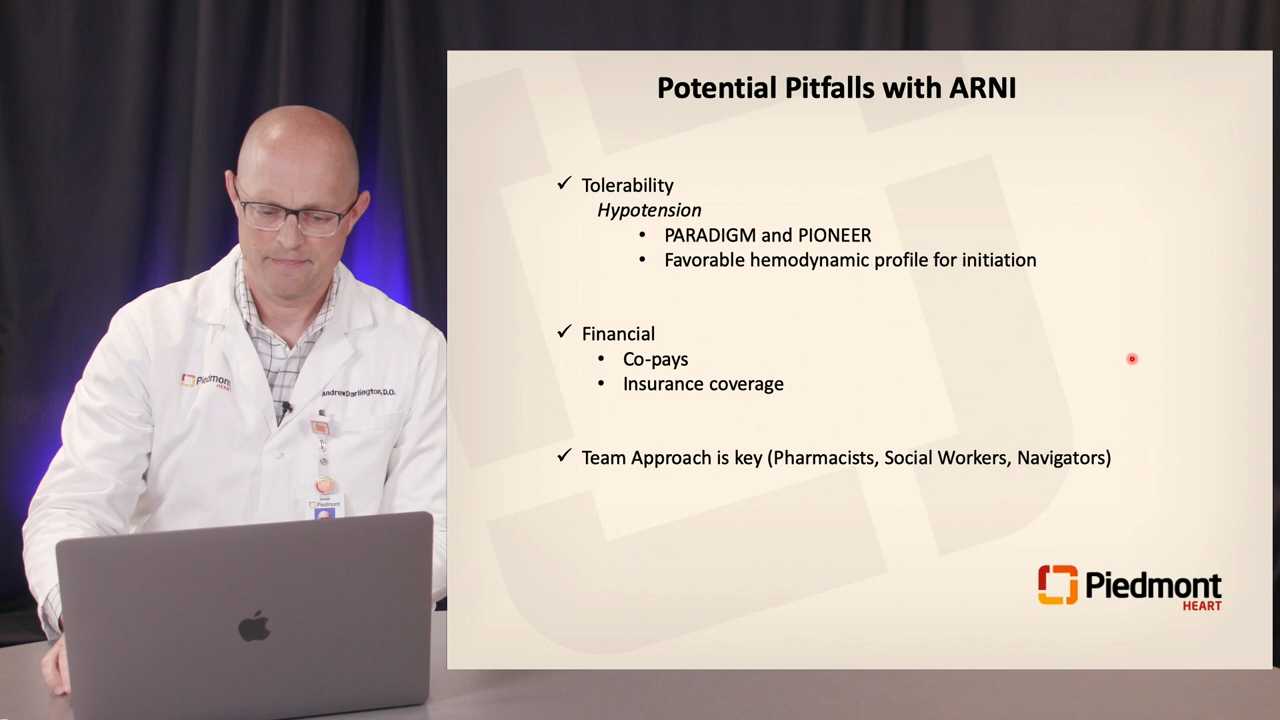 Potential Pitfalls with ARNI
✓ Tolerability
Hypotension
• PARADIGM and PIONEER
• Favorable hemodynamic profile for initiation
✓ Financial
• Co-pays
• Insurance coverage
✓ Team Approach is key (Pharmacists, Social Workers, Navigators)
Piedmont
HEART
Piedmont
HEART
Andrew Darlington, D.O.
Piedmont